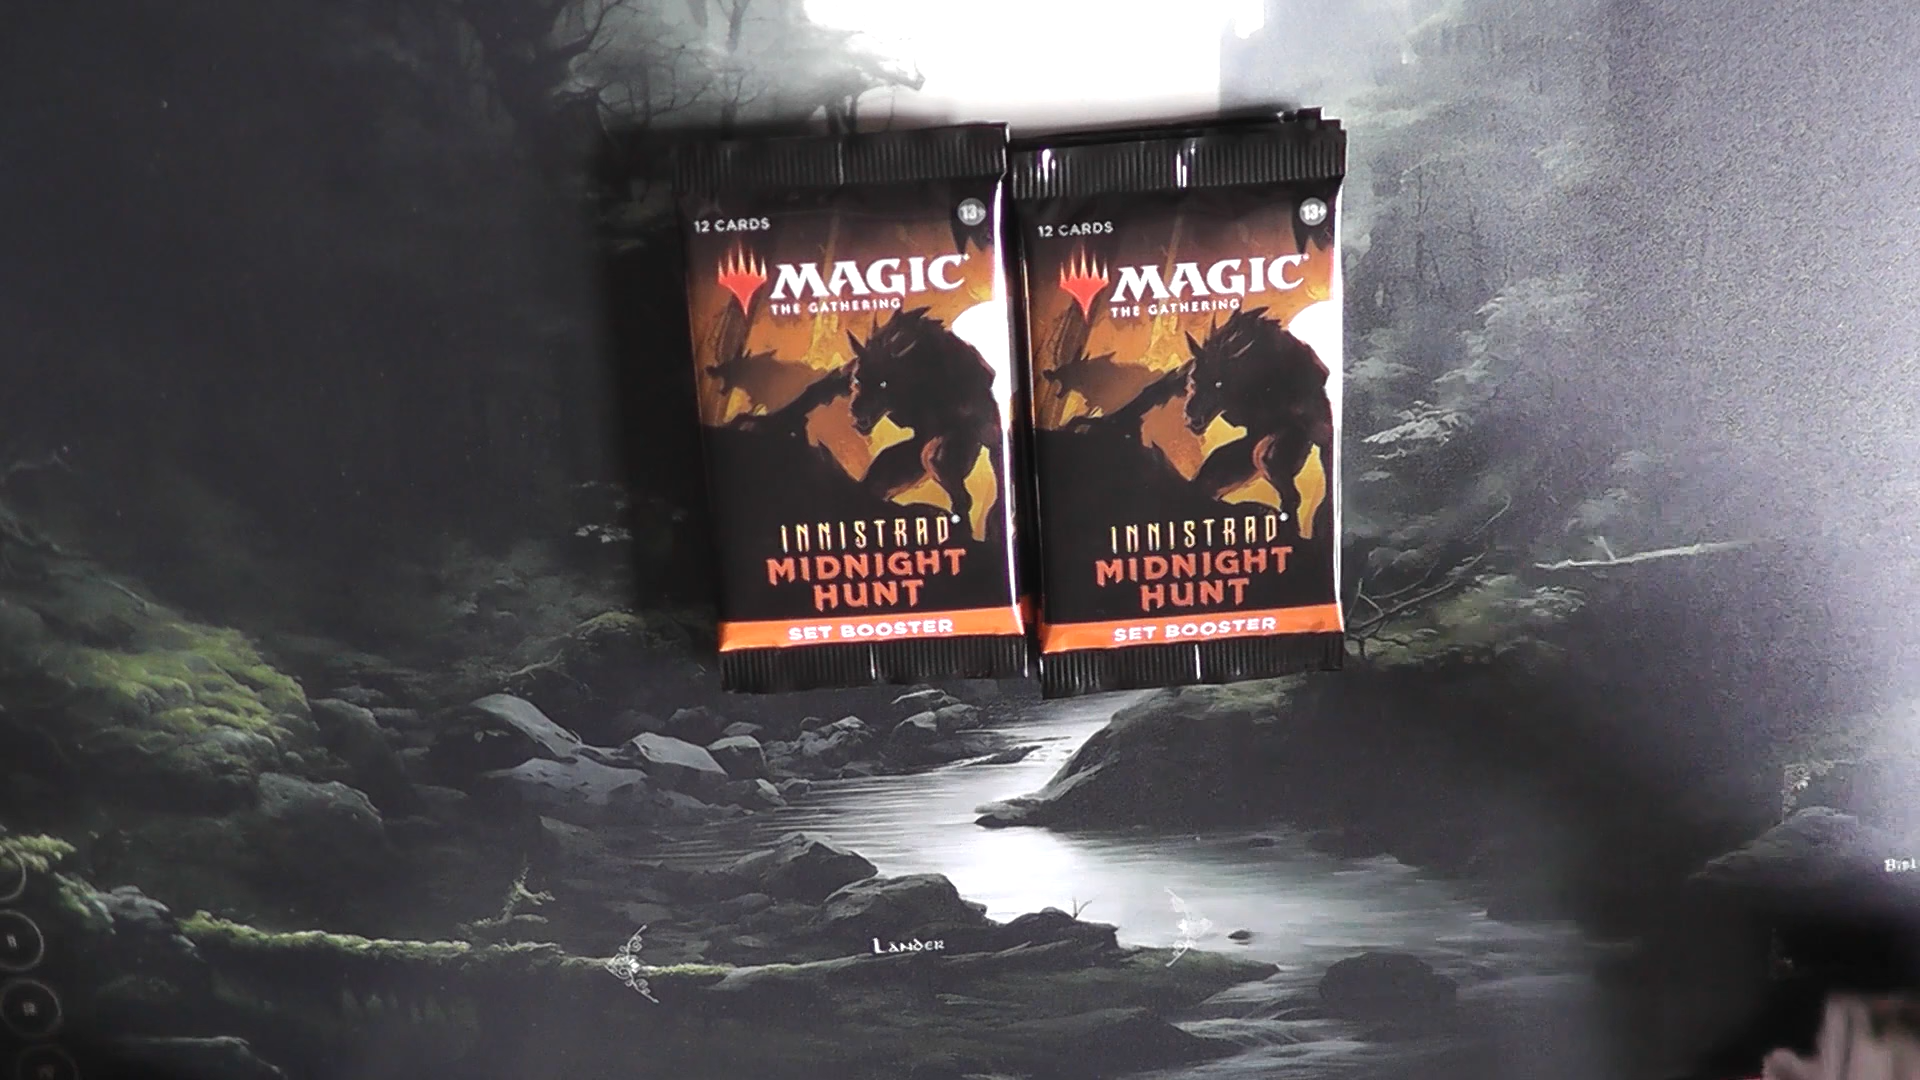 12 CARDS
13+
MAGIC
THE GATHERING
INNISTRAD
MIDNIGHT
HUNT
SET BOOSTER
12 CARDS
13+
MAGIC
THE GATHERING
INNISTRAD
MIDNIGHT
HUNT
SET BOOSTER
Länder